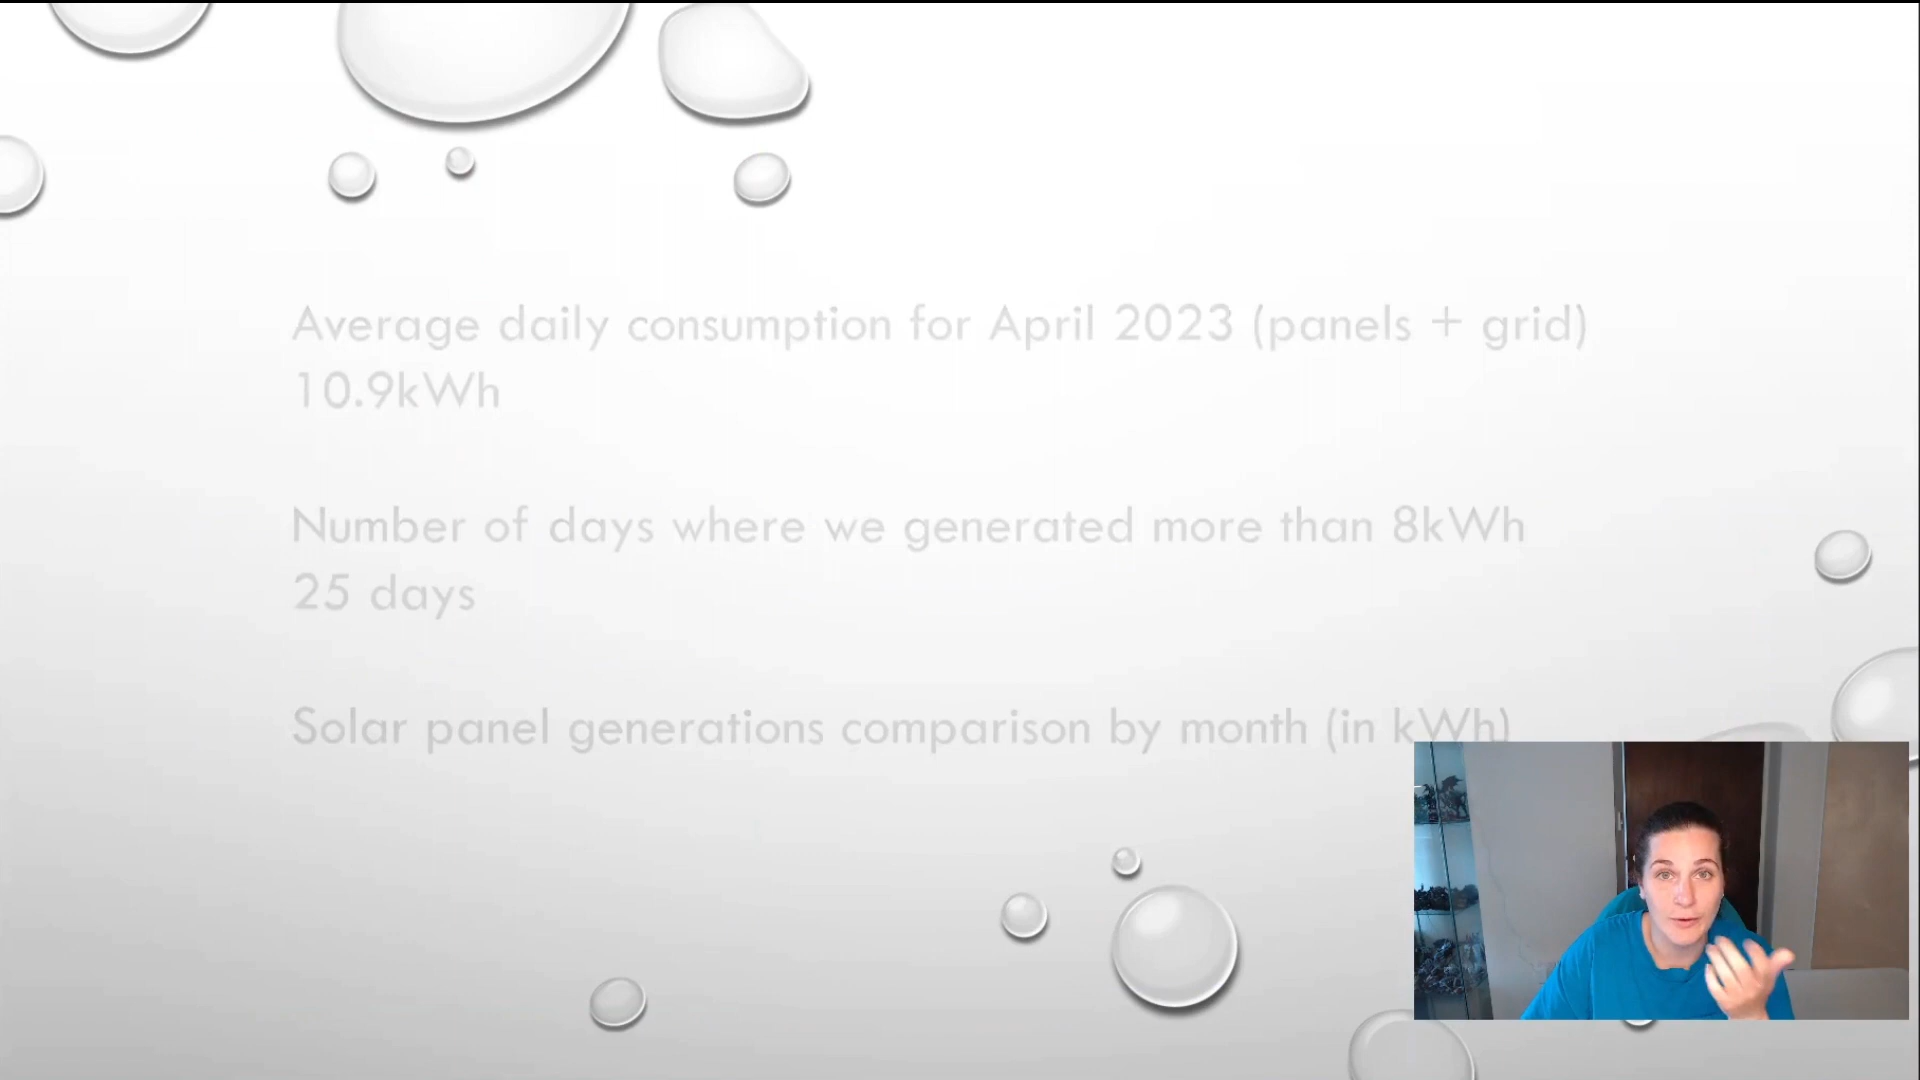 Average daily consumption for April 2023 (panels + grid)
10.9kWh
Number of days where we generated more than 8kWh
25 days
Solar panel generations comparison by month (in kWh)